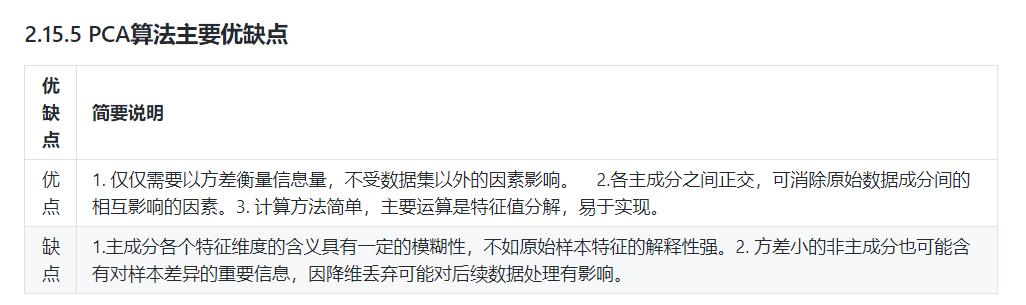 2.15.5 PCA算法主要优缺点
优
缺
点
简要说明
优
点
1. 仅仅需要以方差衡量信息量，不受数据集以外的因素影响。 2.各主成分之间正交，可消除原始数据成分间的
相互影响的因素。3. 计算方法简单，主要运算是特征值分解，易于实现。
缺
点
1.主成分各个特征维度的含义具有一定的模糊性，不如原始样本特征的解释性强。2. 方差小的非主成分也可能含
有对样本差异的重要信息，因降维丢弃可能对后续数据处理有影响。